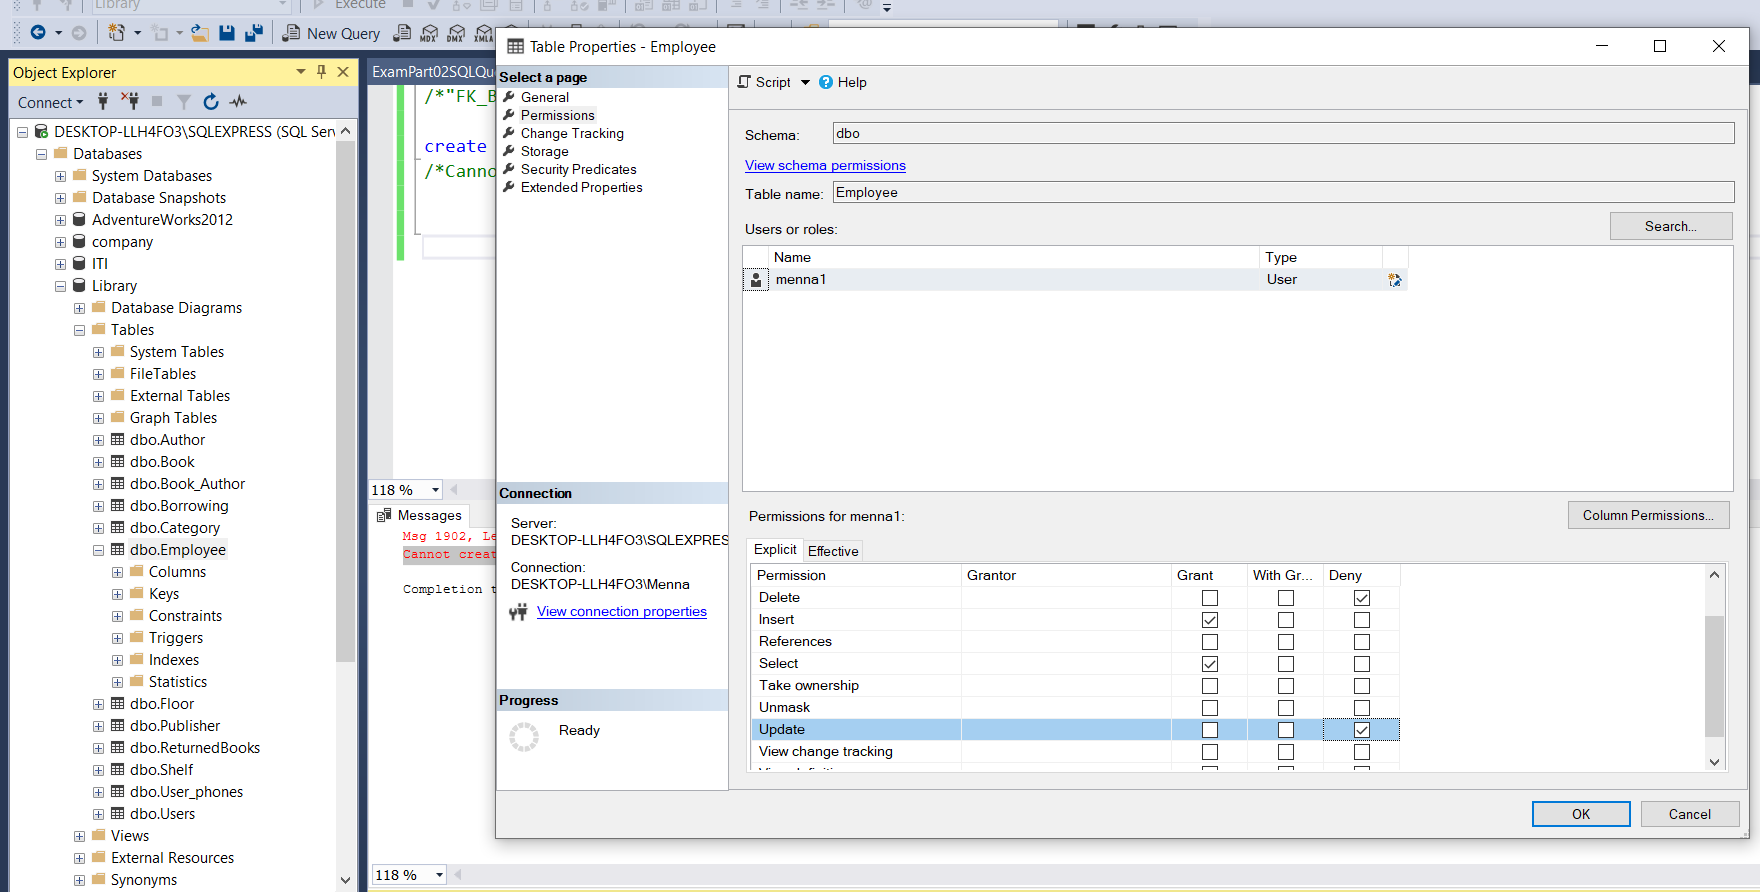 Library
Execute
New Query
MDX
DMX
XMLA
Object Explorer
Connect
DESKTOP-LLH4FO3\SQLEXPRESS (SQL Serv
Databases
System Databases
Database Snapshots
AdventureWorks2012
company
ITI
Library
Database Diagrams
Tables
System Tables
FileTables
External Tables
Graph Tables
dbo.Author
dbo.Book
dbo.Book_Author
dbo.Borrowing
dbo.Category
dbo.Employee
Columns
Keys
Constraints
Triggers
Indexes
Statistics
dbo.Floor
dbo.Publisher
dbo.ReturnedBooks
dbo.Shelf
dbo.User_phones
dbo.Users
Views
External Resources
Synonyms
ExamPart02SQLQu
/*"FK_B
create
/*Canno
118 %
Messages
Msg 1902, Le
Cannot creat
Completion t
118 %
Table Properties - Employee
Select a page
General
Permissions
Change Tracking
Storage
Security Predicates
Extended Properties
Connection
Server:
DESKTOP-LLH4FO3\SQLEXPRES
Connection:
DESKTOP-LLH4FO3\Menna
View connection properties
Progress
Ready
Script
Help
Schema:
dbo
View schema permissions
Table name:
Employee
Users or roles:
Search...
Name Type
menna1 User
Permissions for menna1:
Column Permissions...
Explicit
Effective
Permission Grantor Grant With Gr... Deny
Delete
Insert
References
Select
Take ownership
Unmask
Update
View change tracking
OK
Cancel